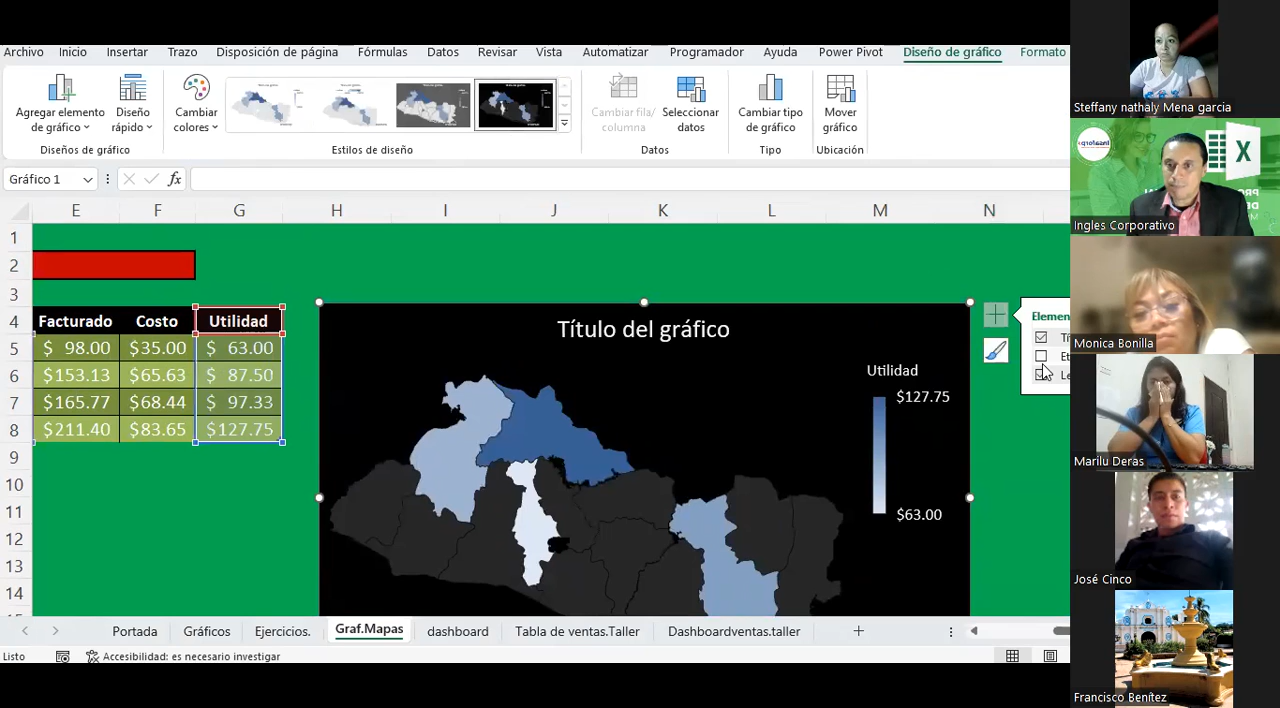 Archivo Inicio Insertar Trazo Disposición de página Fórmulas Datos Revisar Vista Automatizar Programador Ayuda Power Pivot Diseño de gráfico Formato
Agregar elemento de gráfico
Diseño rápido
Cambiar colores
Cambiar fila/ columna
Seleccionar datos
Cambiar tipo de gráfico
Mover gráfico
Diseños de gráfico Estilos de diseño Datos Tipo Ubicación
Gráfico 1 fx
E F G H I J K L M N
1
2
3
4 Facturado Costo Utilidad
5 $ 98.00 $35.00 $ 63.00
6 $153.13 $65.63 $ 87.50
7 $165.77 $68.44 $ 97.33
8 $211.40 $83.65 $127.75
9
10
11
12
13
14
Título del gráfico
Utilidad
$127.75
$63.00
Elemen
Et
Le
Portada Gráficos Ejercicios. Graf.Mapas dashboard Tabla de ventas.Taller Dashboardventas.taller
Listo Accesibilidad: es necesario investigar
Steffany nathaly Mena garcia
X
Ingles Corporativo
Monica Bonilla
Marilu Deras
José Cinco
Francisco Benítez